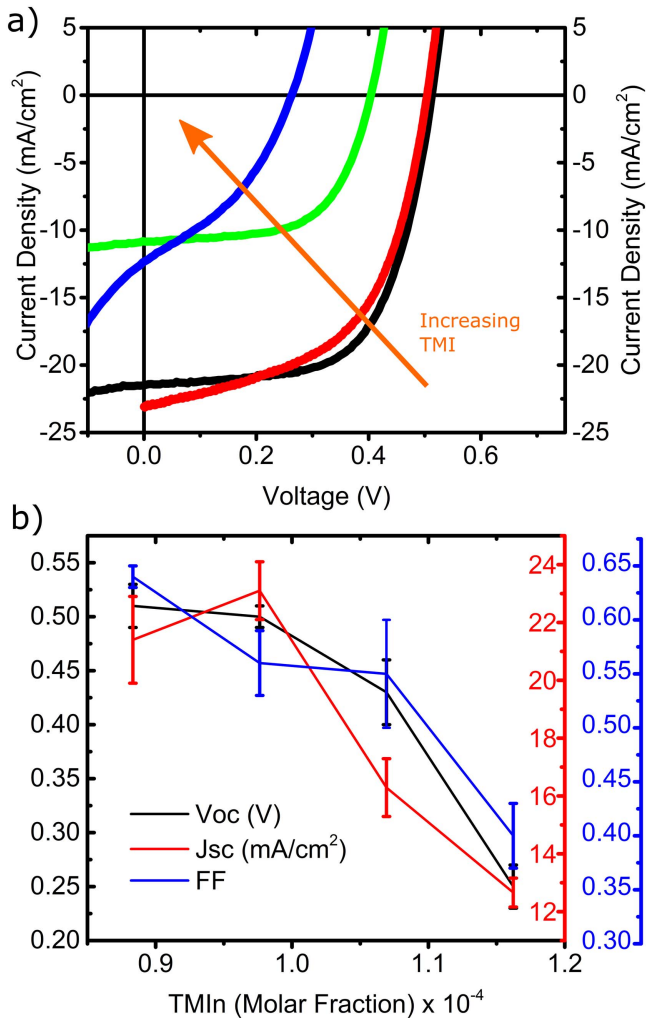 a)
5
0
-5
-10
-15
-20
-25
Current Density (mA/cm²)
5
0
-5
-10
-15
-20
-25
Current Density (mA/cm²)
Increasing
TMI
0.0 0.2 0.4 0.6
Voltage (V)
b)
0.55
0.50
0.45
0.40
0.35
0.30
0.25
0.20
Voc (V)
Jsc (mA/cm²)
FF
24
22
20
18
16
14
12
0.65
0.60
0.55
0.50
0.45
0.40
0.35
0.30
0.9 1.0 1.1 1.2
TMIn (Molar Fraction) x 10⁻⁴